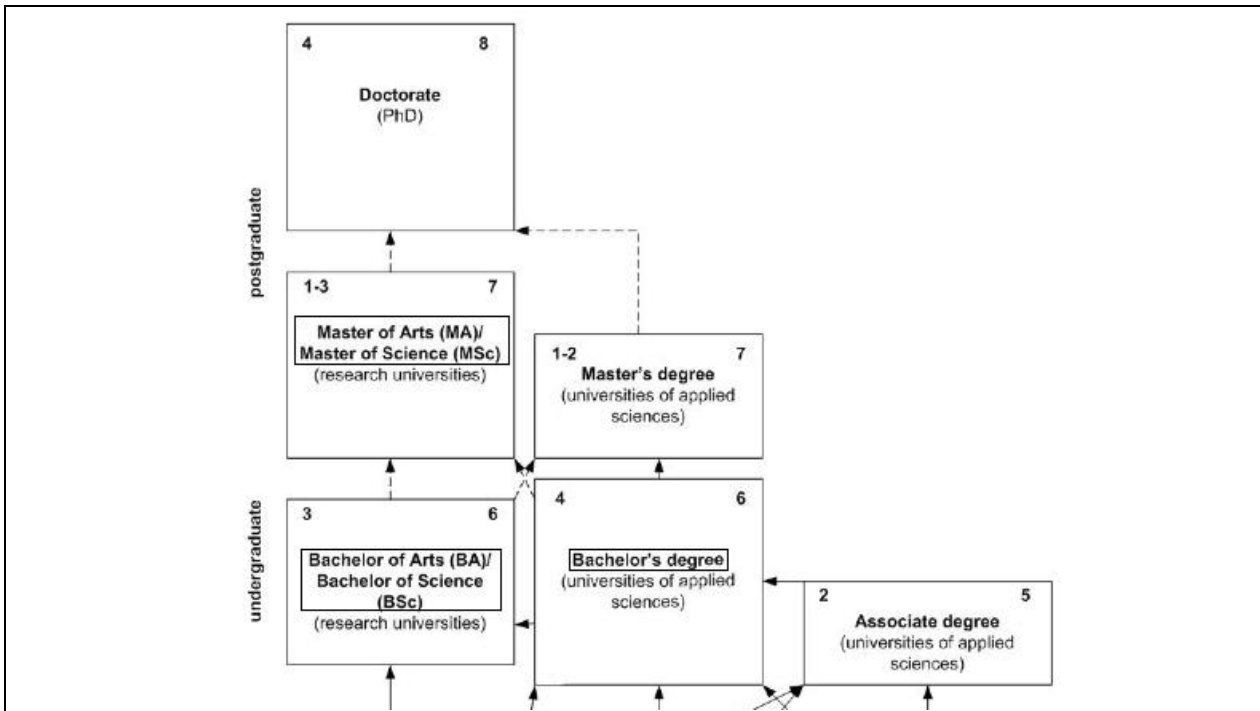 4 8
Doctorate
(PhD)
postgraduate
1-3 7
Master of Arts (MA)/
Master of Science (MSc)
(research universities)
1-2 7
Master's degree
(universities of applied
sciences)
undergraduate
3 6
Bachelor of Arts (BA)/
Bachelor of Science
(BSc)
(research universities)
4 6
Bachelor's degree
(universities of applied
sciences)
2 5
Associate degree
(universities of applied
sciences)